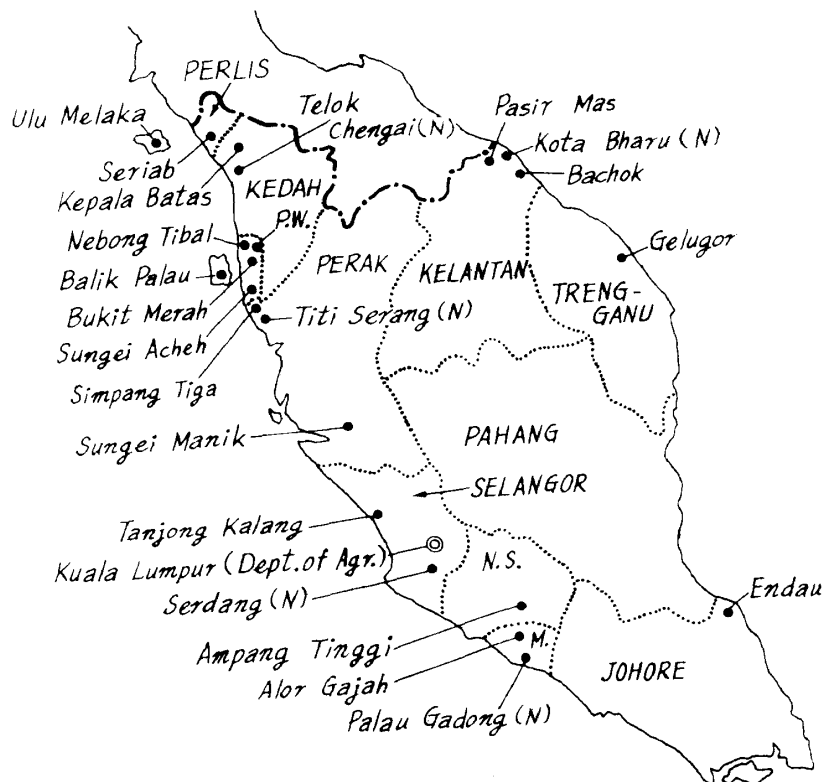 PERLIS
Ulu Melaka
Telok
Chengai (N)
Pasir Mas
Kota Bharu (N)
Bachok
Seriab
Kepala Batas
KEDAH
P.W.
Nebong Tibal
Balik Palau
Bukit Merah
Sungei Acheh
Simpang Tiga
Titi Serang (N)
PERAK
KELANTAN
Gelugor
TRENG-
GANU
Sungei Manik
PAHANG
SELANGOR
Tanjong Kalang
Kuala Lumpur (Dept. of Agr.)
Serdang (N)
N.S.
Endau
Ampang Tinggi
M.
Alor Gajah
JOHORE
Palau Gadong (N)